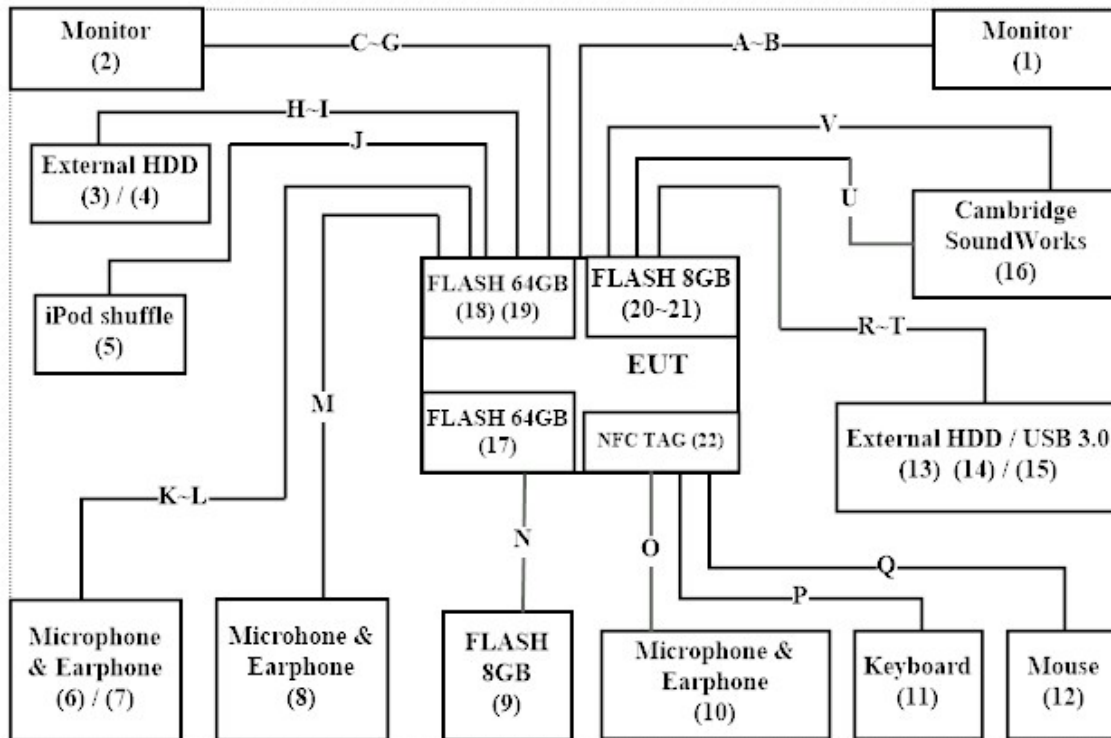 Monitor
(2)
C~G
A~B
Monitor
(1)
H~I
J
V
External HDD
(3) / (4)
M
U
Cambridge
SoundWorks
(16)
iPod shuffle
(5)
FLASH 64GB
(18) (19)
FLASH 8GB
(20~21)
R~T
EUT
FLASH 64GB
(17)
NFC TAG (22)
External HDD / USB 3.0
(13) (14) / (15)
K~L
N
O
Q
P
Microphone
& Earphone
(6) / (7)
Microhone &
Earphone
(8)
FLASH
8GB
(9)
Microphone &
Earphone
(10)
Keyboard
(11)
Mouse
(12)